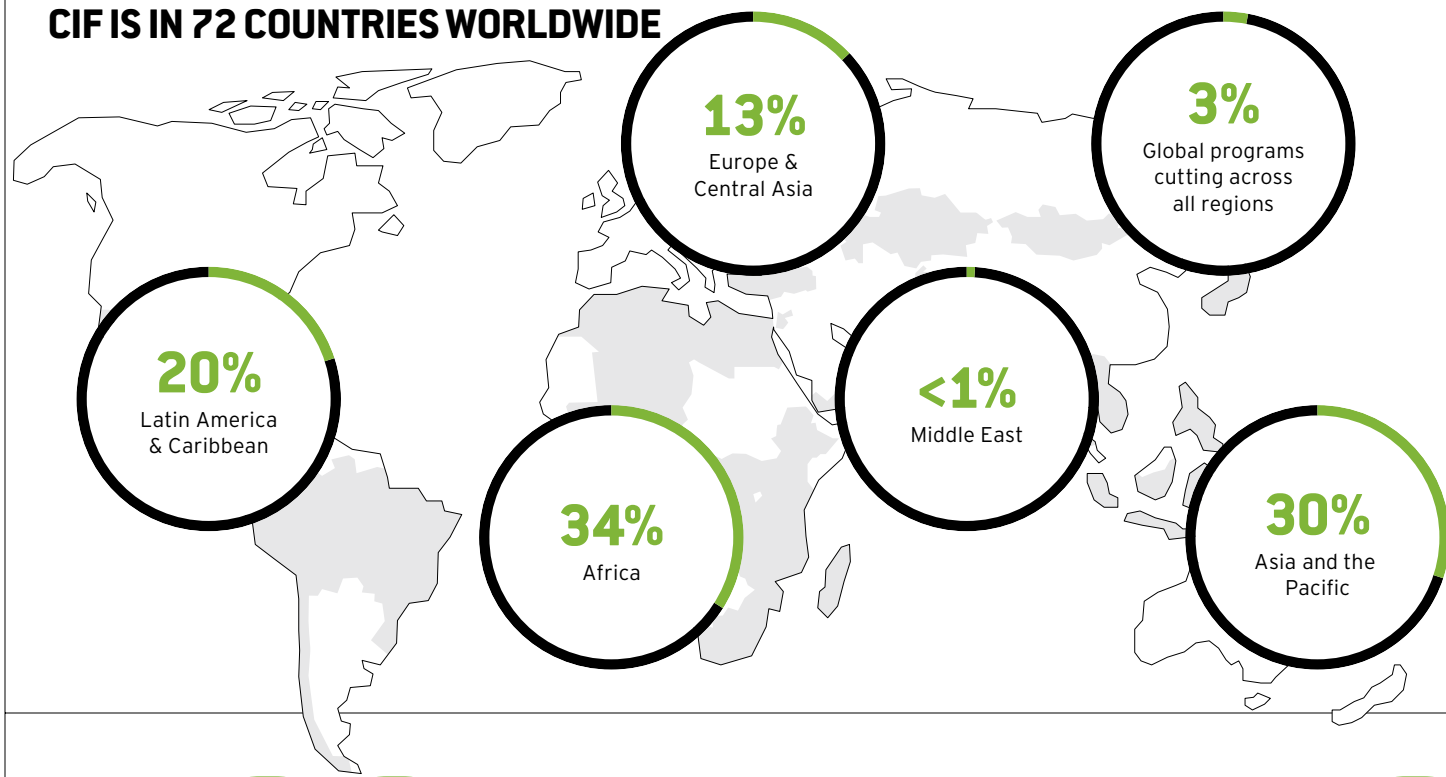 CIF IS IN 72 COUNTRIES WORLDWIDE
13%
Europe &
Central Asia
3%
Global programs
cutting across
all regions
20%
Latin America
& Caribbean
<1%
Middle East
34%
Africa
30%
Asia and the
Pacific